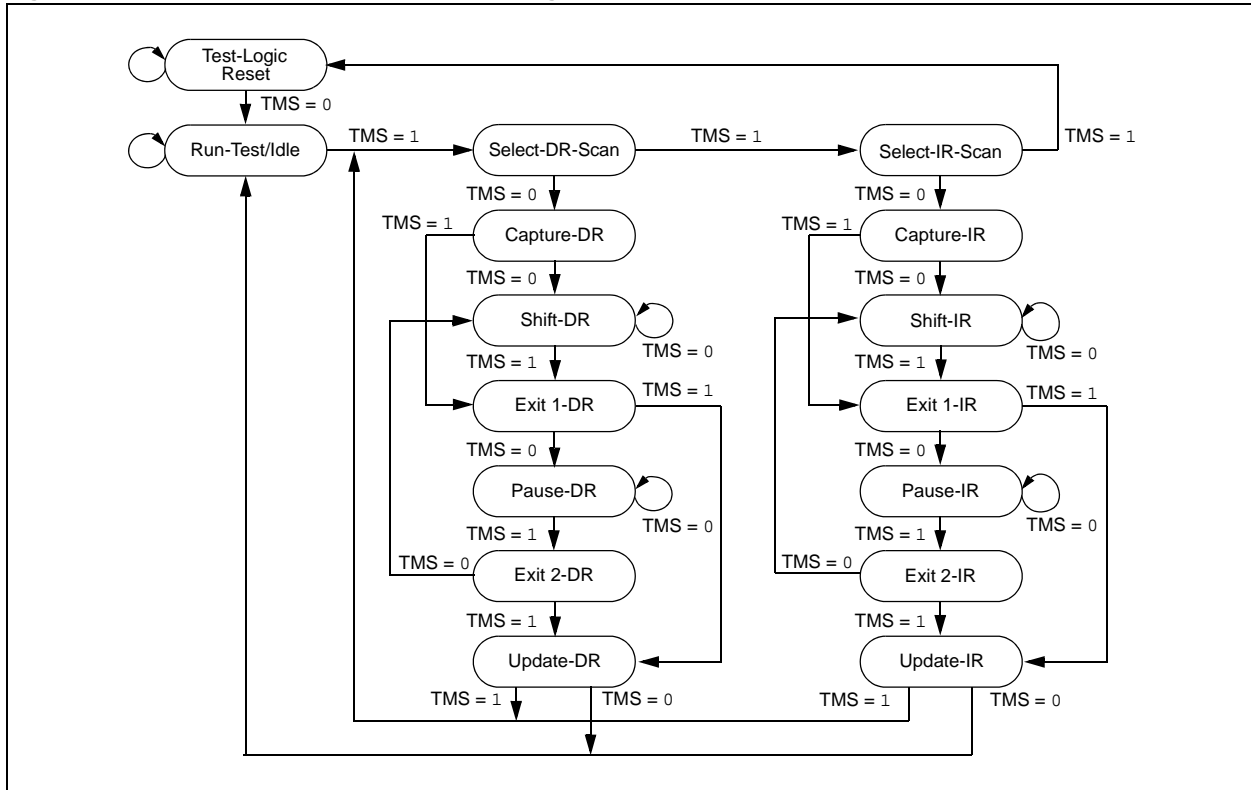 Test-Logic
Reset
TMS = 0
Run-Test/Idle
TMS = 1
Select-DR-Scan
TMS = 1
Select-IR-Scan
TMS = 1
TMS = 0
TMS = 0
TMS = 1
Capture-DR
TMS = 1
Capture-IR
TMS = 0
TMS = 0
Shift-DR
Shift-IR
TMS = 0
TMS = 0
TMS = 1
TMS = 1
Exit 1-DR
TMS = 1
Exit 1-IR
TMS = 1
TMS = 0
TMS = 0
Pause-DR
Pause-IR
TMS = 0
TMS = 0
TMS = 1
TMS = 1
TMS = 0
Exit 2-DR
TMS = 0
Exit 2-IR
TMS = 1
TMS = 1
Update-DR
Update-IR
TMS = 1
TMS = 0
TMS = 1
TMS = 0